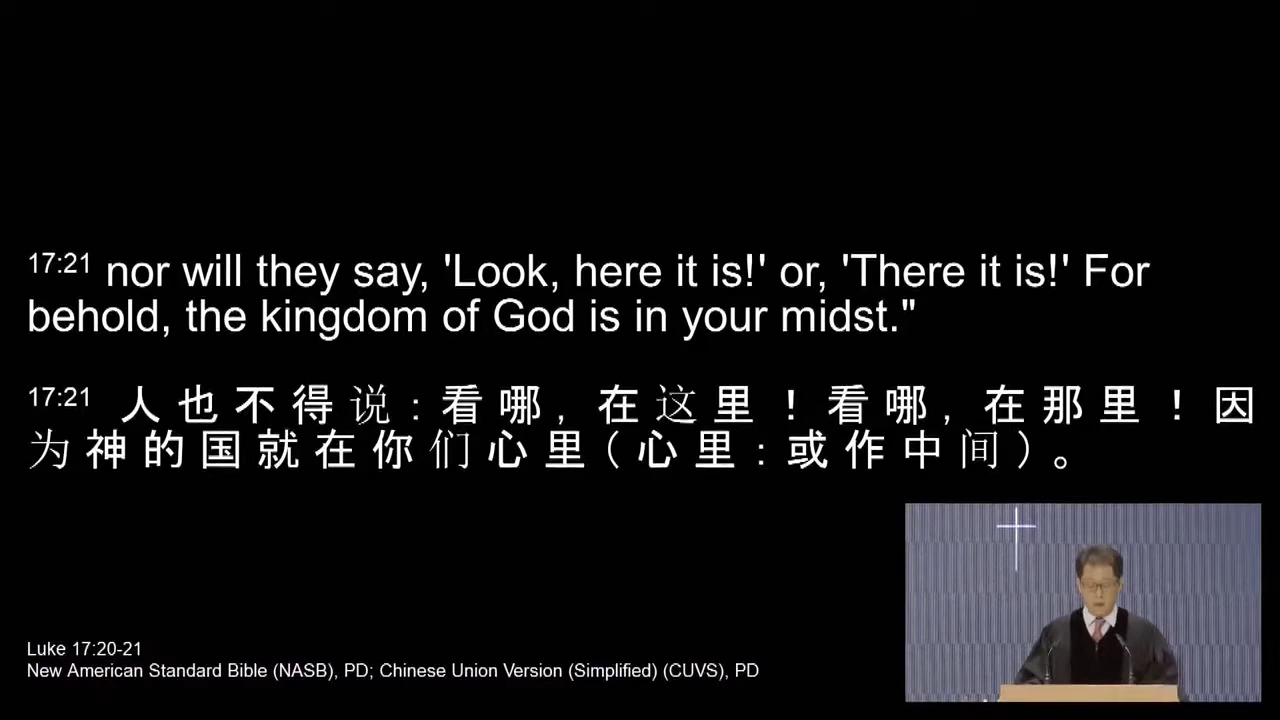 17:21 nor will they say, 'Look, here it is!' or, 'There it is!' For
behold, the kingdom of God is in your midst."
17:21 人也不得说:看哪,在这里!看哪,在那里!因
为神的国就在你们心里(心里:或作中间)。
Luke 17:20-21
New American Standard Bible (NASB), PD; Chinese Union Version (Simplified) (CUVS), PD